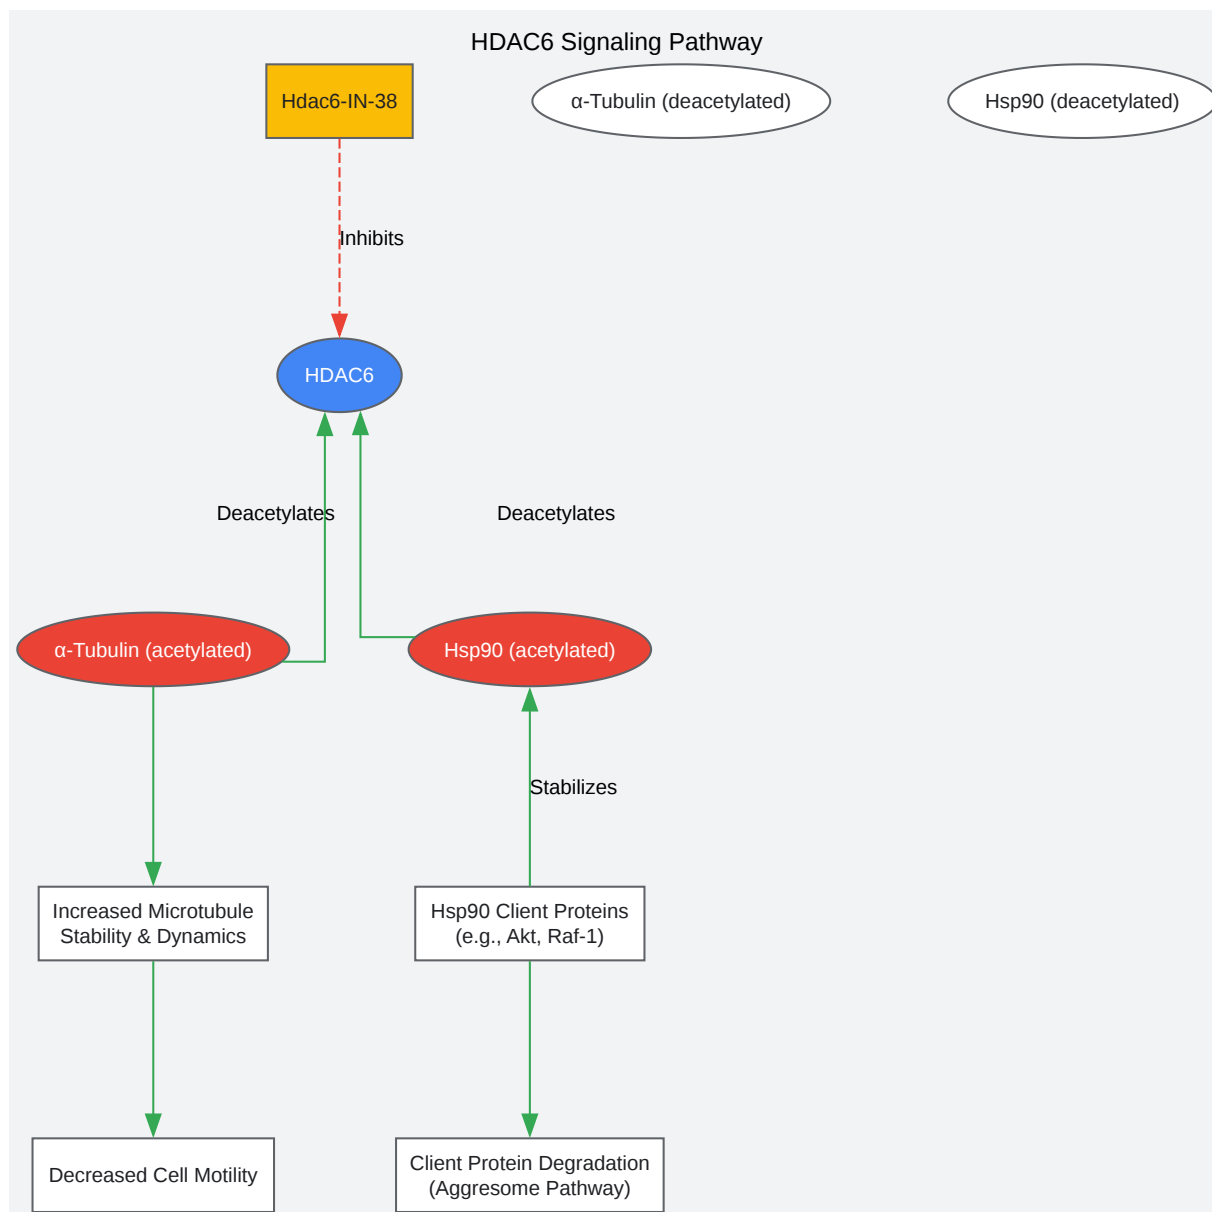 HDAC6 Signaling Pathway
Hdac6-IN-38
α-Tubulin (deacetylated)
Hsp90 (deacetylated)
Inhibits
HDAC6
Deacetylates
Deacetylates
α-Tubulin (acetylated)
Hsp90 (acetylated)
Stabilizes
Increased Microtubule
Stability & Dynamics
Hsp90 Client Proteins
(e.g., Akt, Raf-1)
Decreased Cell Motility
Client Protein Degradation
(Aggresome Pathway)